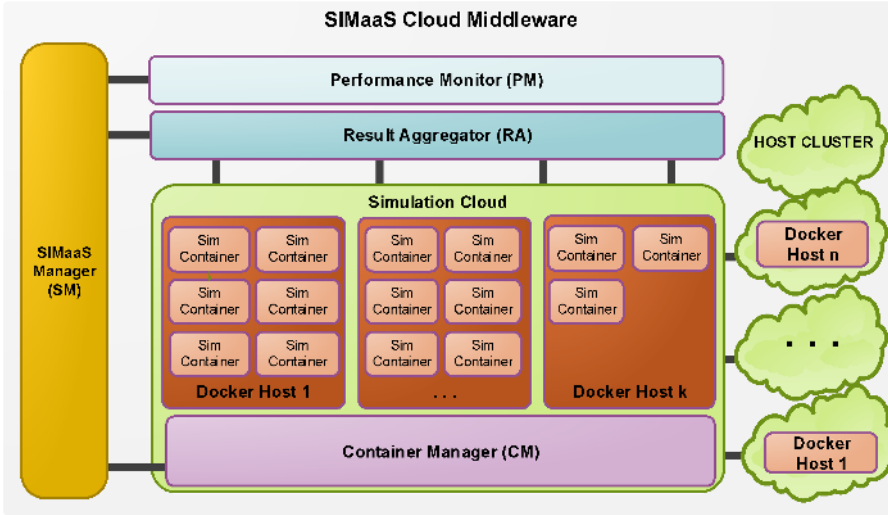 SIMaaS Cloud Middleware
Performance Monitor (PM)
Result Aggregator (RA)
HOST CLUSTER
SIMaaS
Manager
(SM)
Simulation Cloud
Sim
Container
Sim
Container
Sim
Container
Sim
Container
Sim
Container
Sim
Container
Docker Host 1
Sim
Container
Sim
Container
Sim
Container
Sim
Container
Sim
Container
Sim
Container
. . .
Sim
Container
Sim
Container
Sim
Container
Docker Host k
Docker
Host n
. . .
Container Manager (CM)
Docker
Host 1